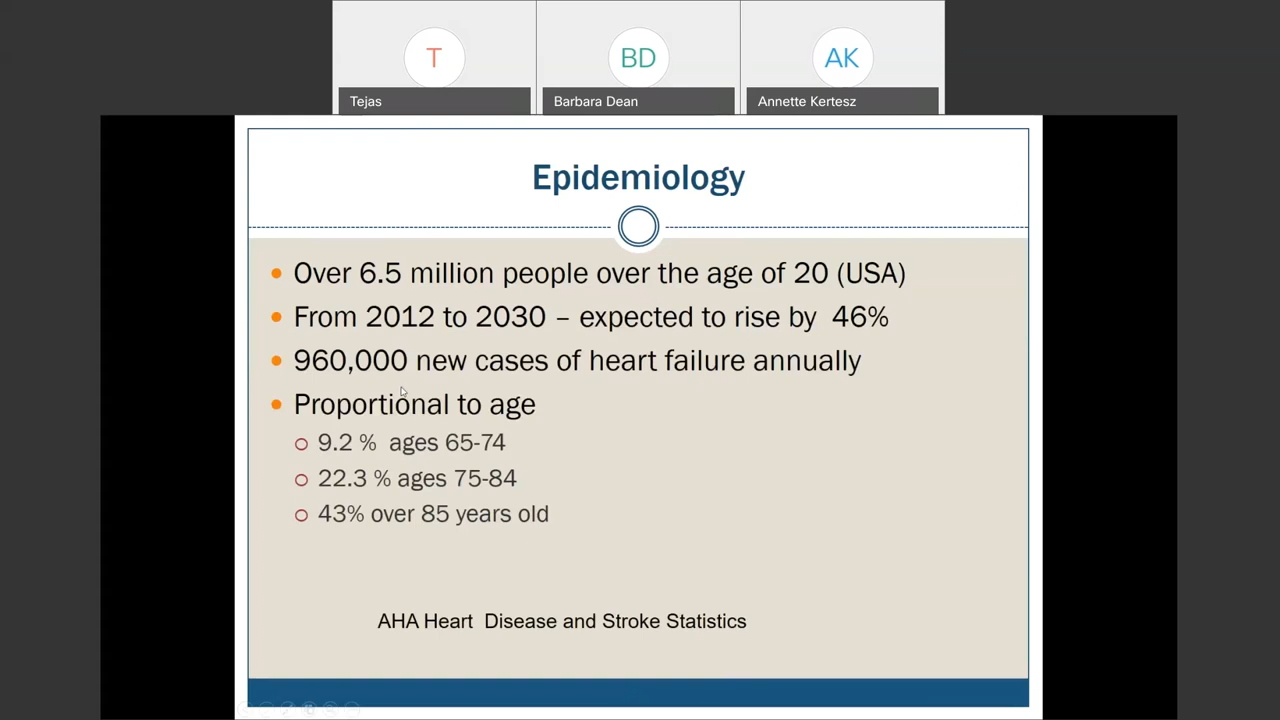 T
BD
AK
Tejas
Barbara Dean
Annette Kertesz
Epidemiology
Over 6.5 million people over the age of 20 (USA)
From 2012 to 2030 – expected to rise by 46%
960,000 new cases of heart failure annually
Proportional to age
9.2 % ages 65-74
22.3 % ages 75-84
43% over 85 years old
AHA Heart Disease and Stroke Statistics